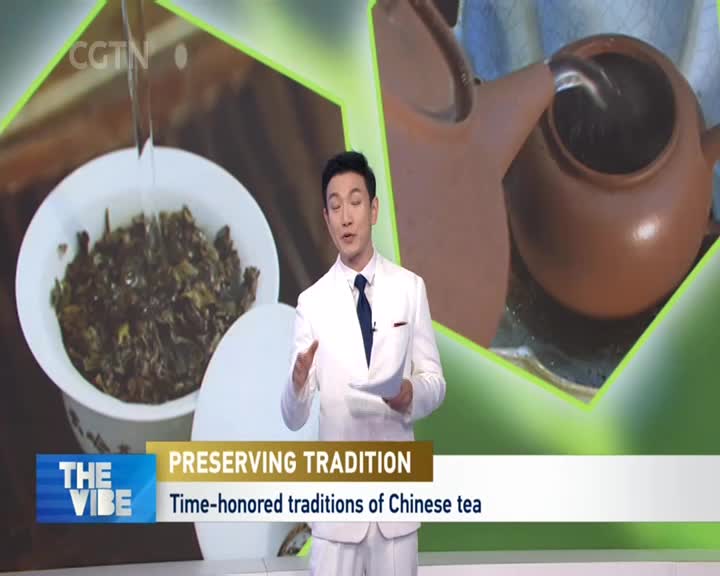 CGTN
PRESERVING TRADITION
THE
VIBE
Time-honored traditions of Chinese tea